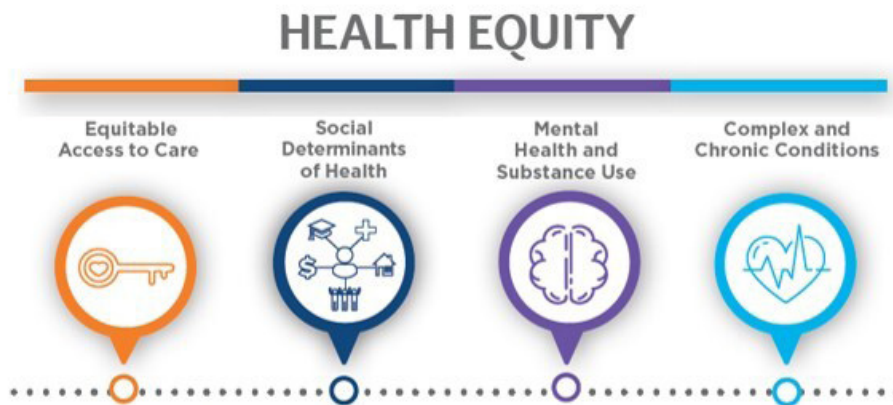 HEALTH EQUITY
Equitable
Access to Care
Social
Determinants
of Health
Mental
Health and
Substance Use
Complex and
Chronic Conditions
$